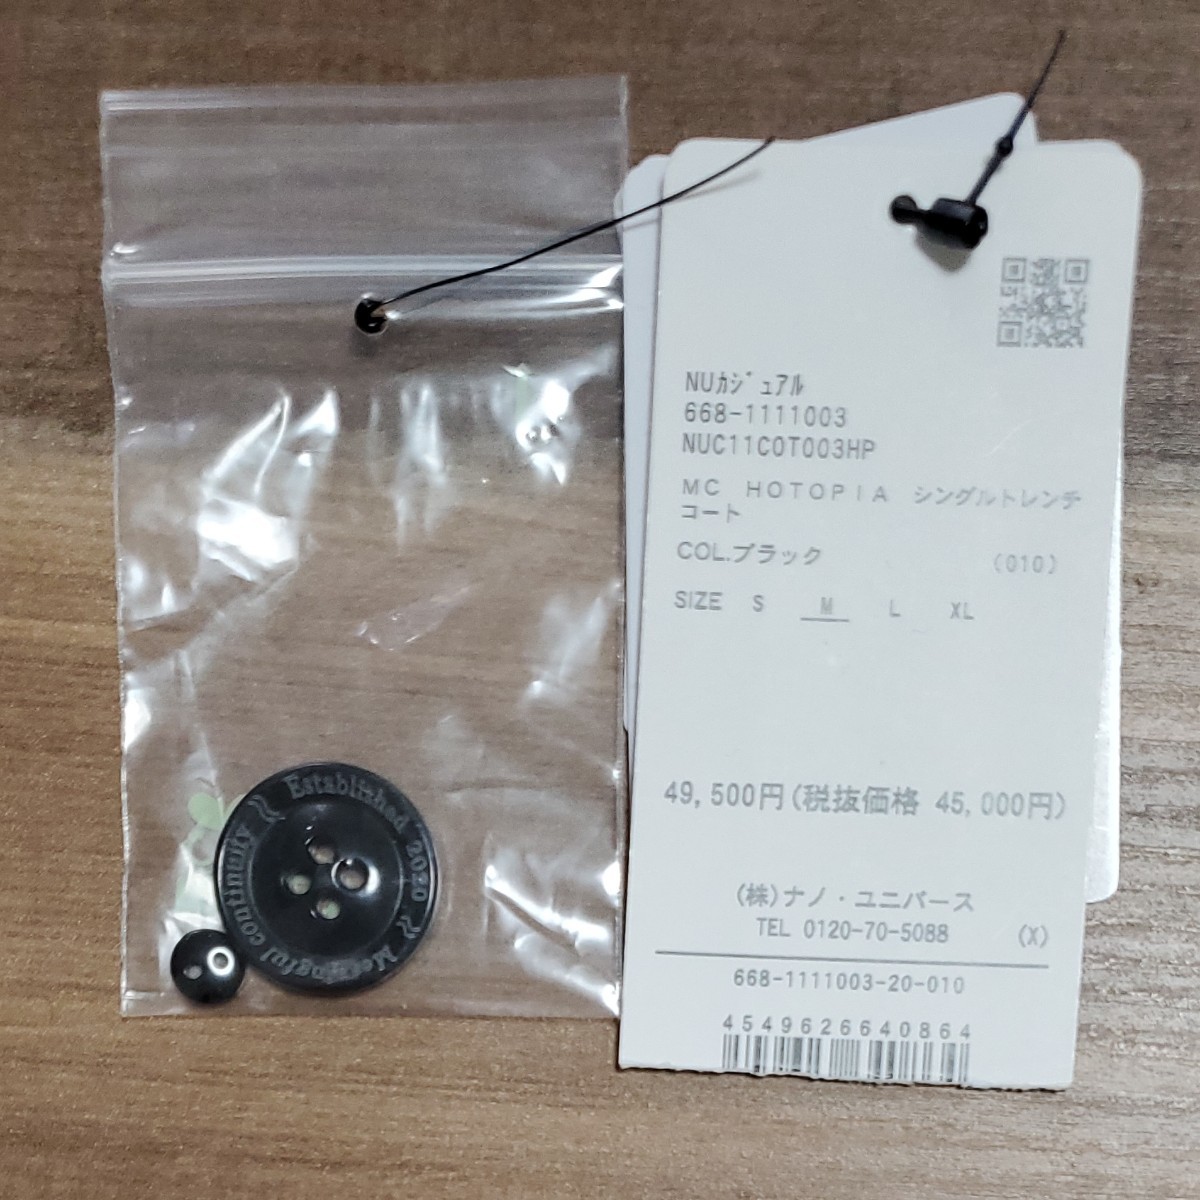 Established 2020
Meaningful continuity
NUｶｼﾞｭｱﾙ
668-1111003
NUC11COT003HP
ＭＣ　ＨＯＴＯＰＩＡ　シングルトレンチ
コート
COL.ブラック (010)
SIZE S M L XL
49,500円(税抜価格 45,000円)
(株)ナノ・ユニバース
TEL 0120-70-5088 (X)
668-1111003-20-010
4549626640864